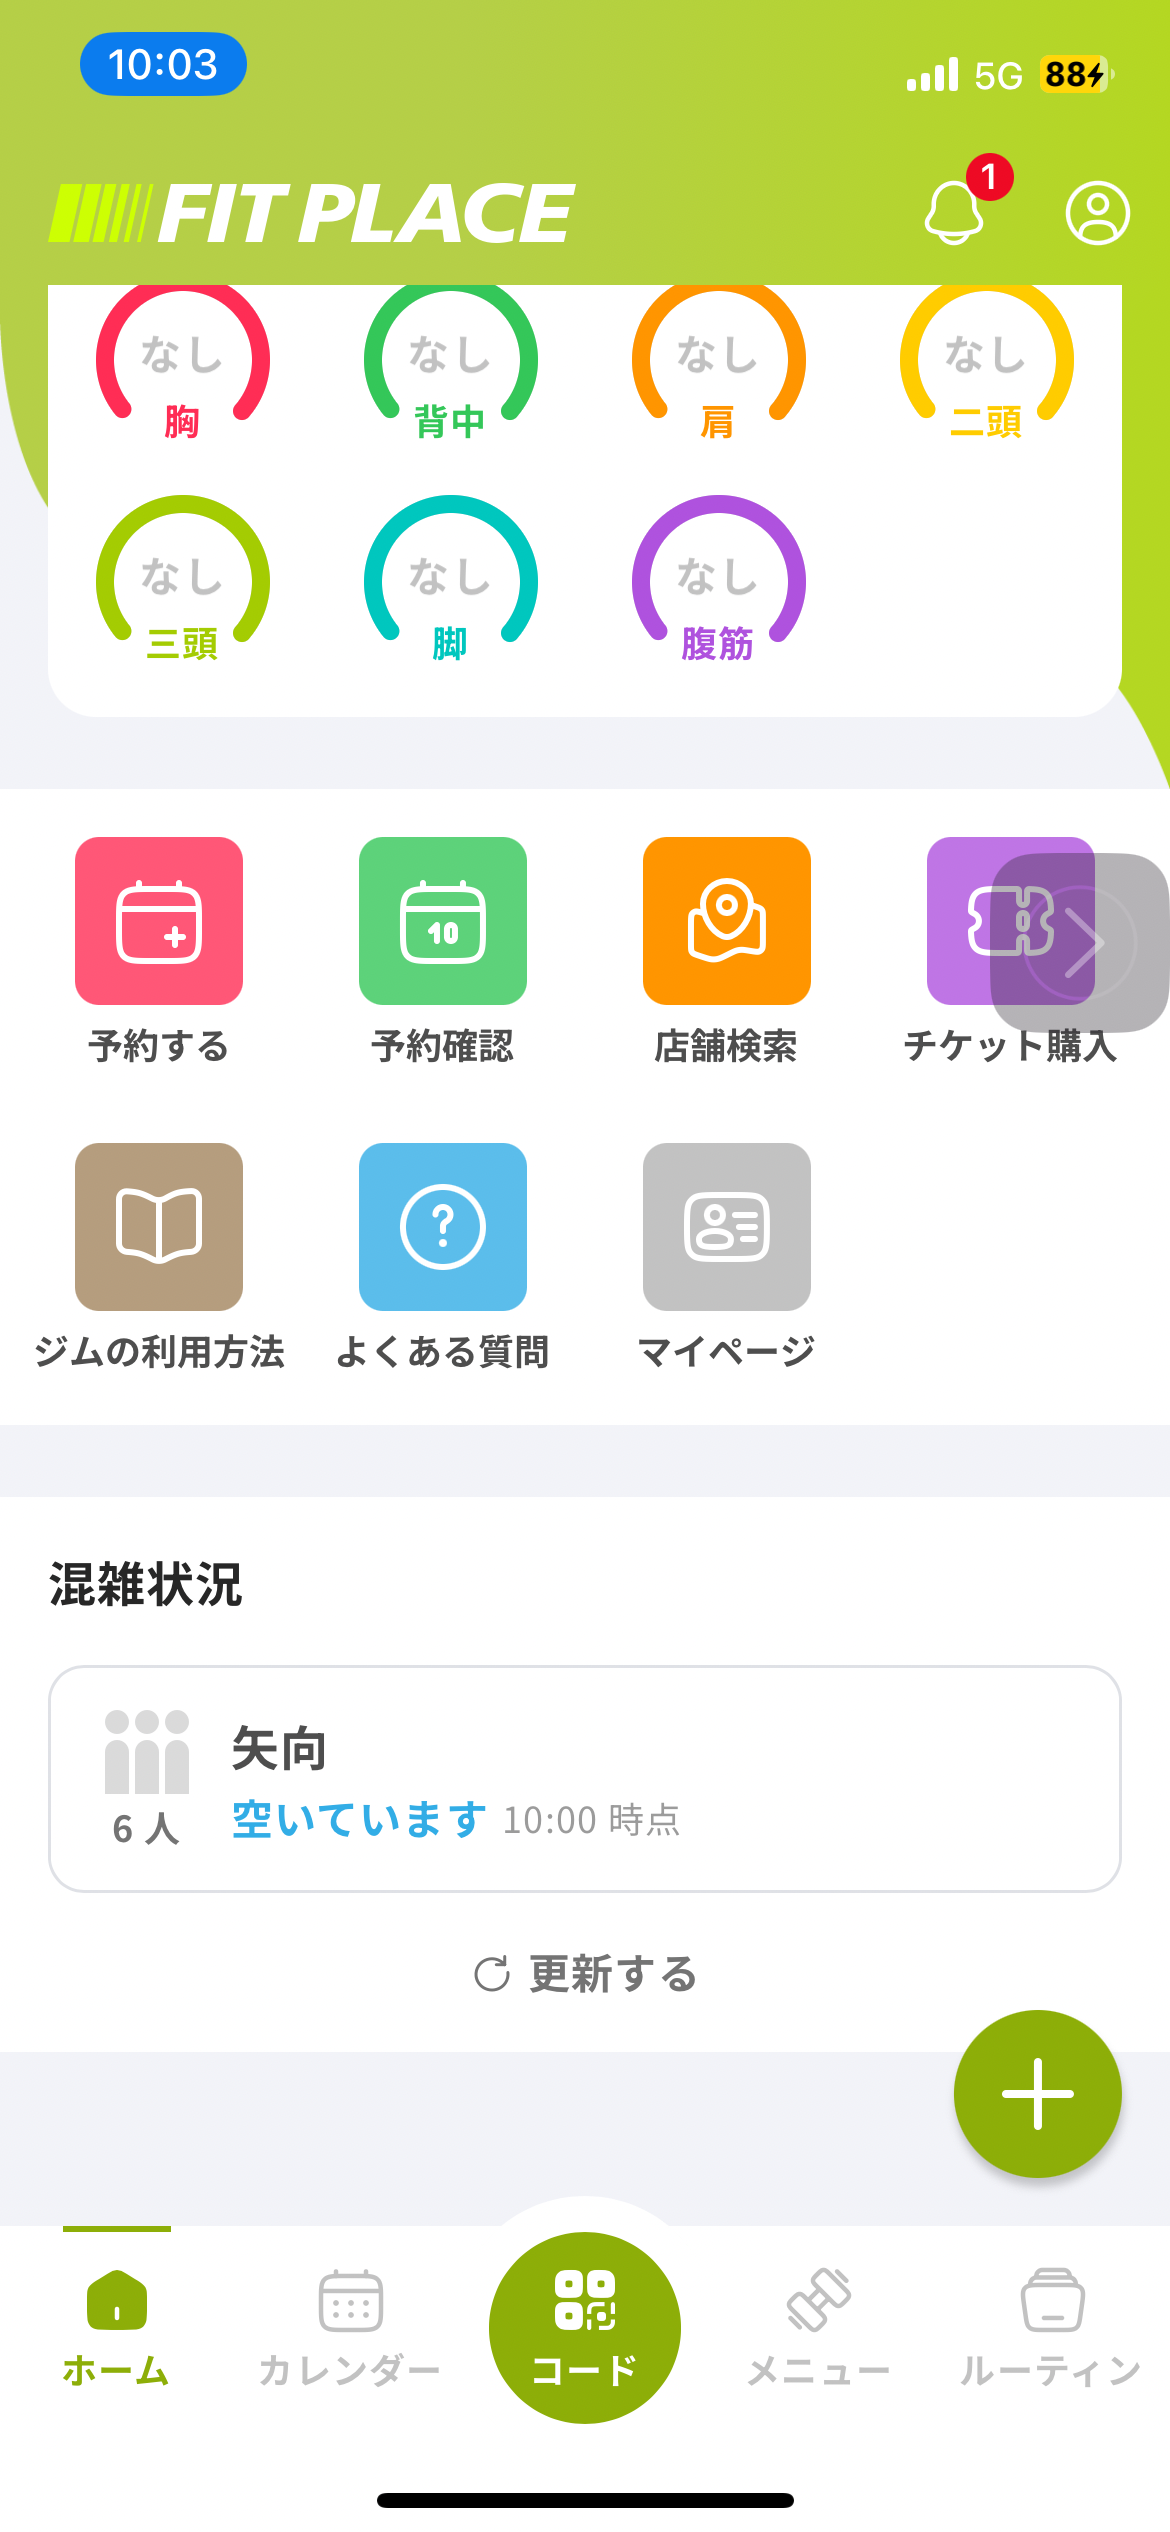 10:03
5G
88
FIT PLACE
1
なし なし なし なし
胸 背中 肩 二頭
なし なし なし
三頭 脚 腹筋
10
予約する 予約確認 店舗検索 チケット購入
?
ジムの利用方法 よくある質問 マイページ
混雑状況
矢向
6 人
空いています 10:00 時点
更新する
ホーム カレンダー コード メニュー ルーティン